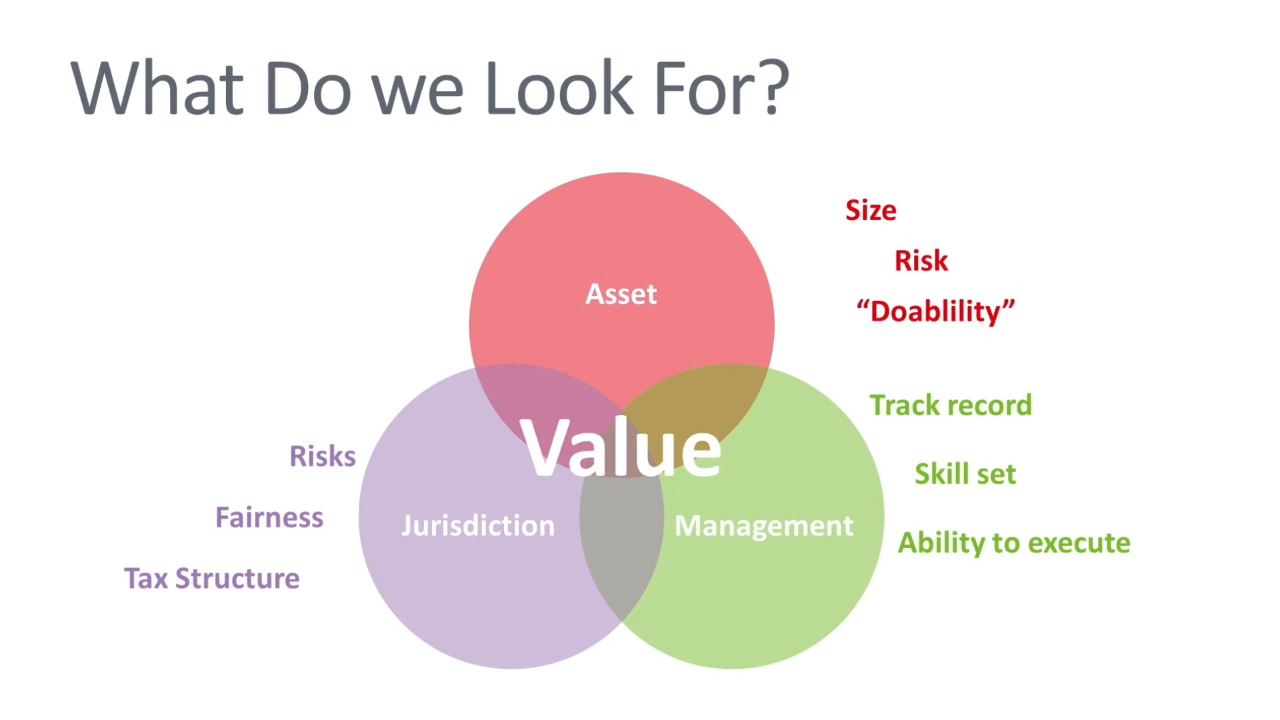 What Do we Look For?
Size
Risk
“Doablility”
Asset
Track record
Skill set
Ability to execute
Value
Risks
Fairness
Tax Structure
Jurisdiction
Management